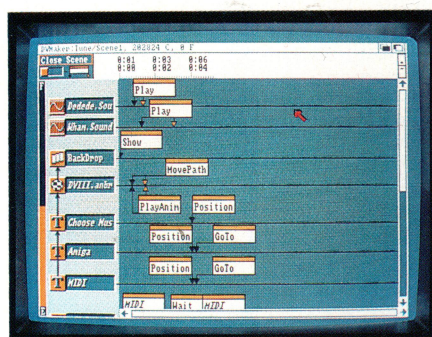 DVMaker:Tune/Scene1, 202824 C, 0 F
Close Scene
0:01 0:03 0:06
0:00 0:02 0:04
Play
Dedede.Sou
Play
Wham.Sound
Show
BackDrop
MovePath
DVIII.anbr
PlayAnim Position
Choose Mus
Position GoTo
Amiga
Position GoTo
MIDI
MIDI Wait MIDI